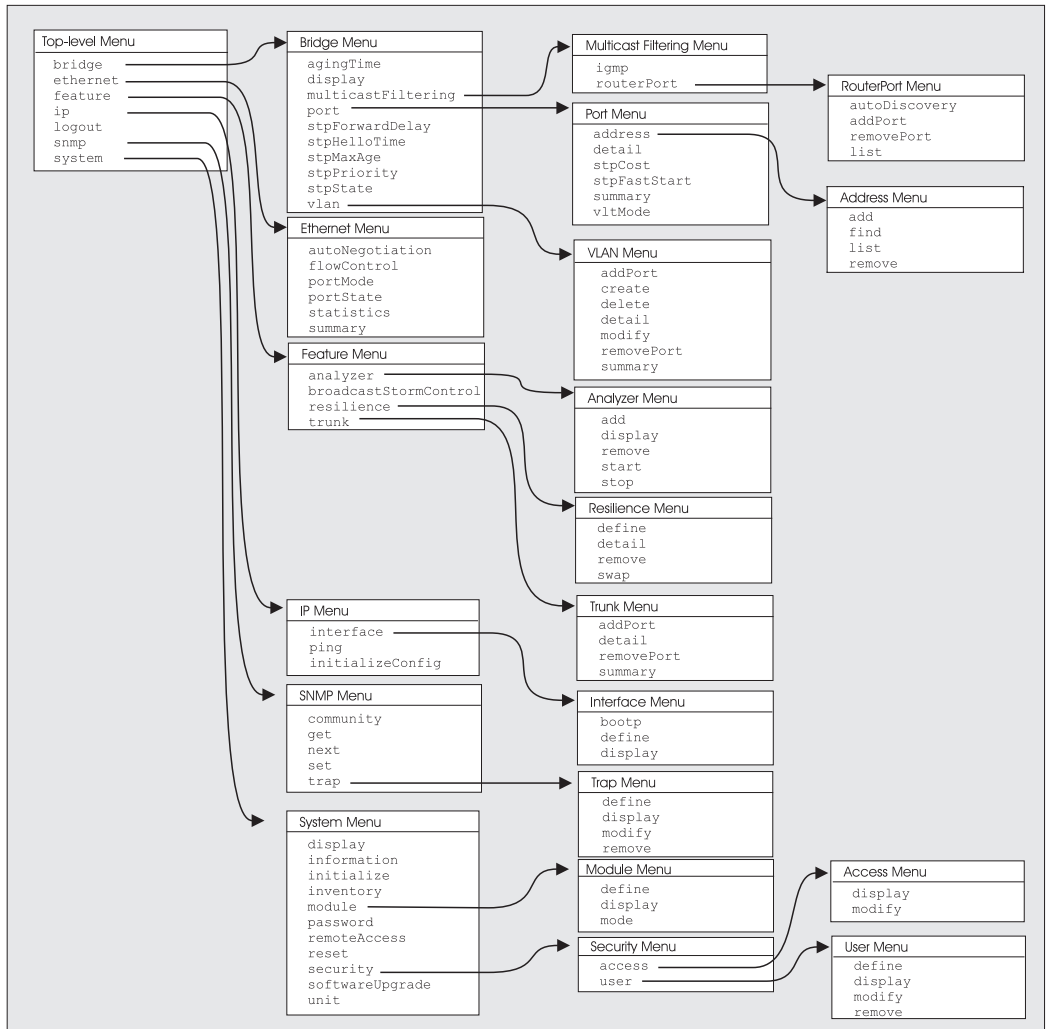 Top-level Menu
bridge
ethernet
feature
ip
logout
snmp
system
Bridge Menu
agingTime
display
multicastFiltering
port
stpForwardDelay
stpHelloTime
stpMaxAge
stpPriority
stpState
vlan
Ethernet Menu
autoNegotiation
flowControl
portMode
portState
statistics
summary
Feature Menu
analyzer
broadcastStormControl
resilience
trunk
IP Menu
interface
ping
initializeConfig
SNMP Menu
community
get
next
set
trap
System Menu
display
information
initialize
inventory
module
password
remoteAccess
reset
security
softwareUpgrade
unit
Multicast Filtering Menu
igmp
routerPort
Port Menu
address
detail
stpCost
stpFastStart
summary
vltMode
VLAN Menu
addPort
create
delete
detail
modify
removePort
summary
Analyzer Menu
add
display
remove
start
stop
Resilience Menu
define
detail
remove
swap
Trunk Menu
addPort
detail
removePort
summary
Interface Menu
bootp
define
display
Trap Menu
define
display
modify
remove
Module Menu
define
display
mode
Security Menu
access
user
RouterPort Menu
autoDiscovery
addPort
removePort
list
Address Menu
add
find
list
remove
Access Menu
display
modify
User Menu
define
display
modify
remove